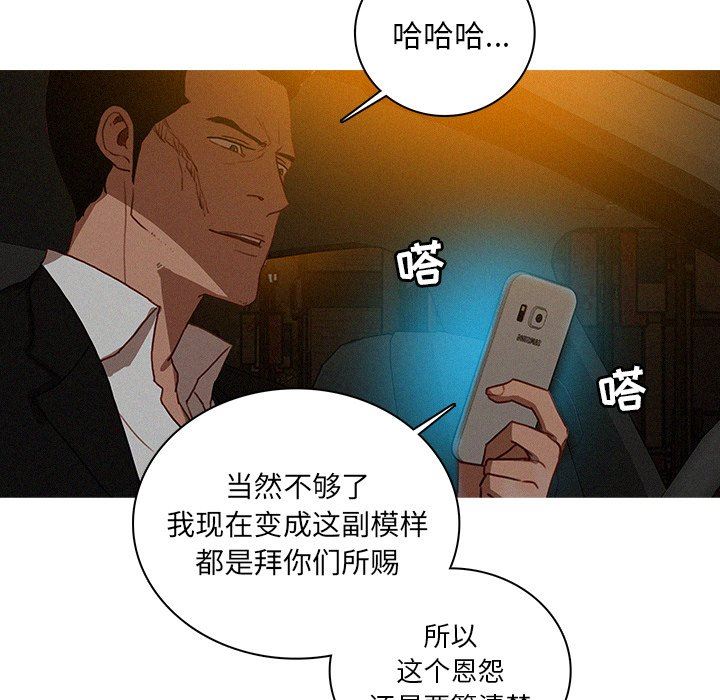 哈哈哈...
嗒
嗒
当然不够了
我现在变成这副模样
都是拜你们所赐
所以
这个恩怨